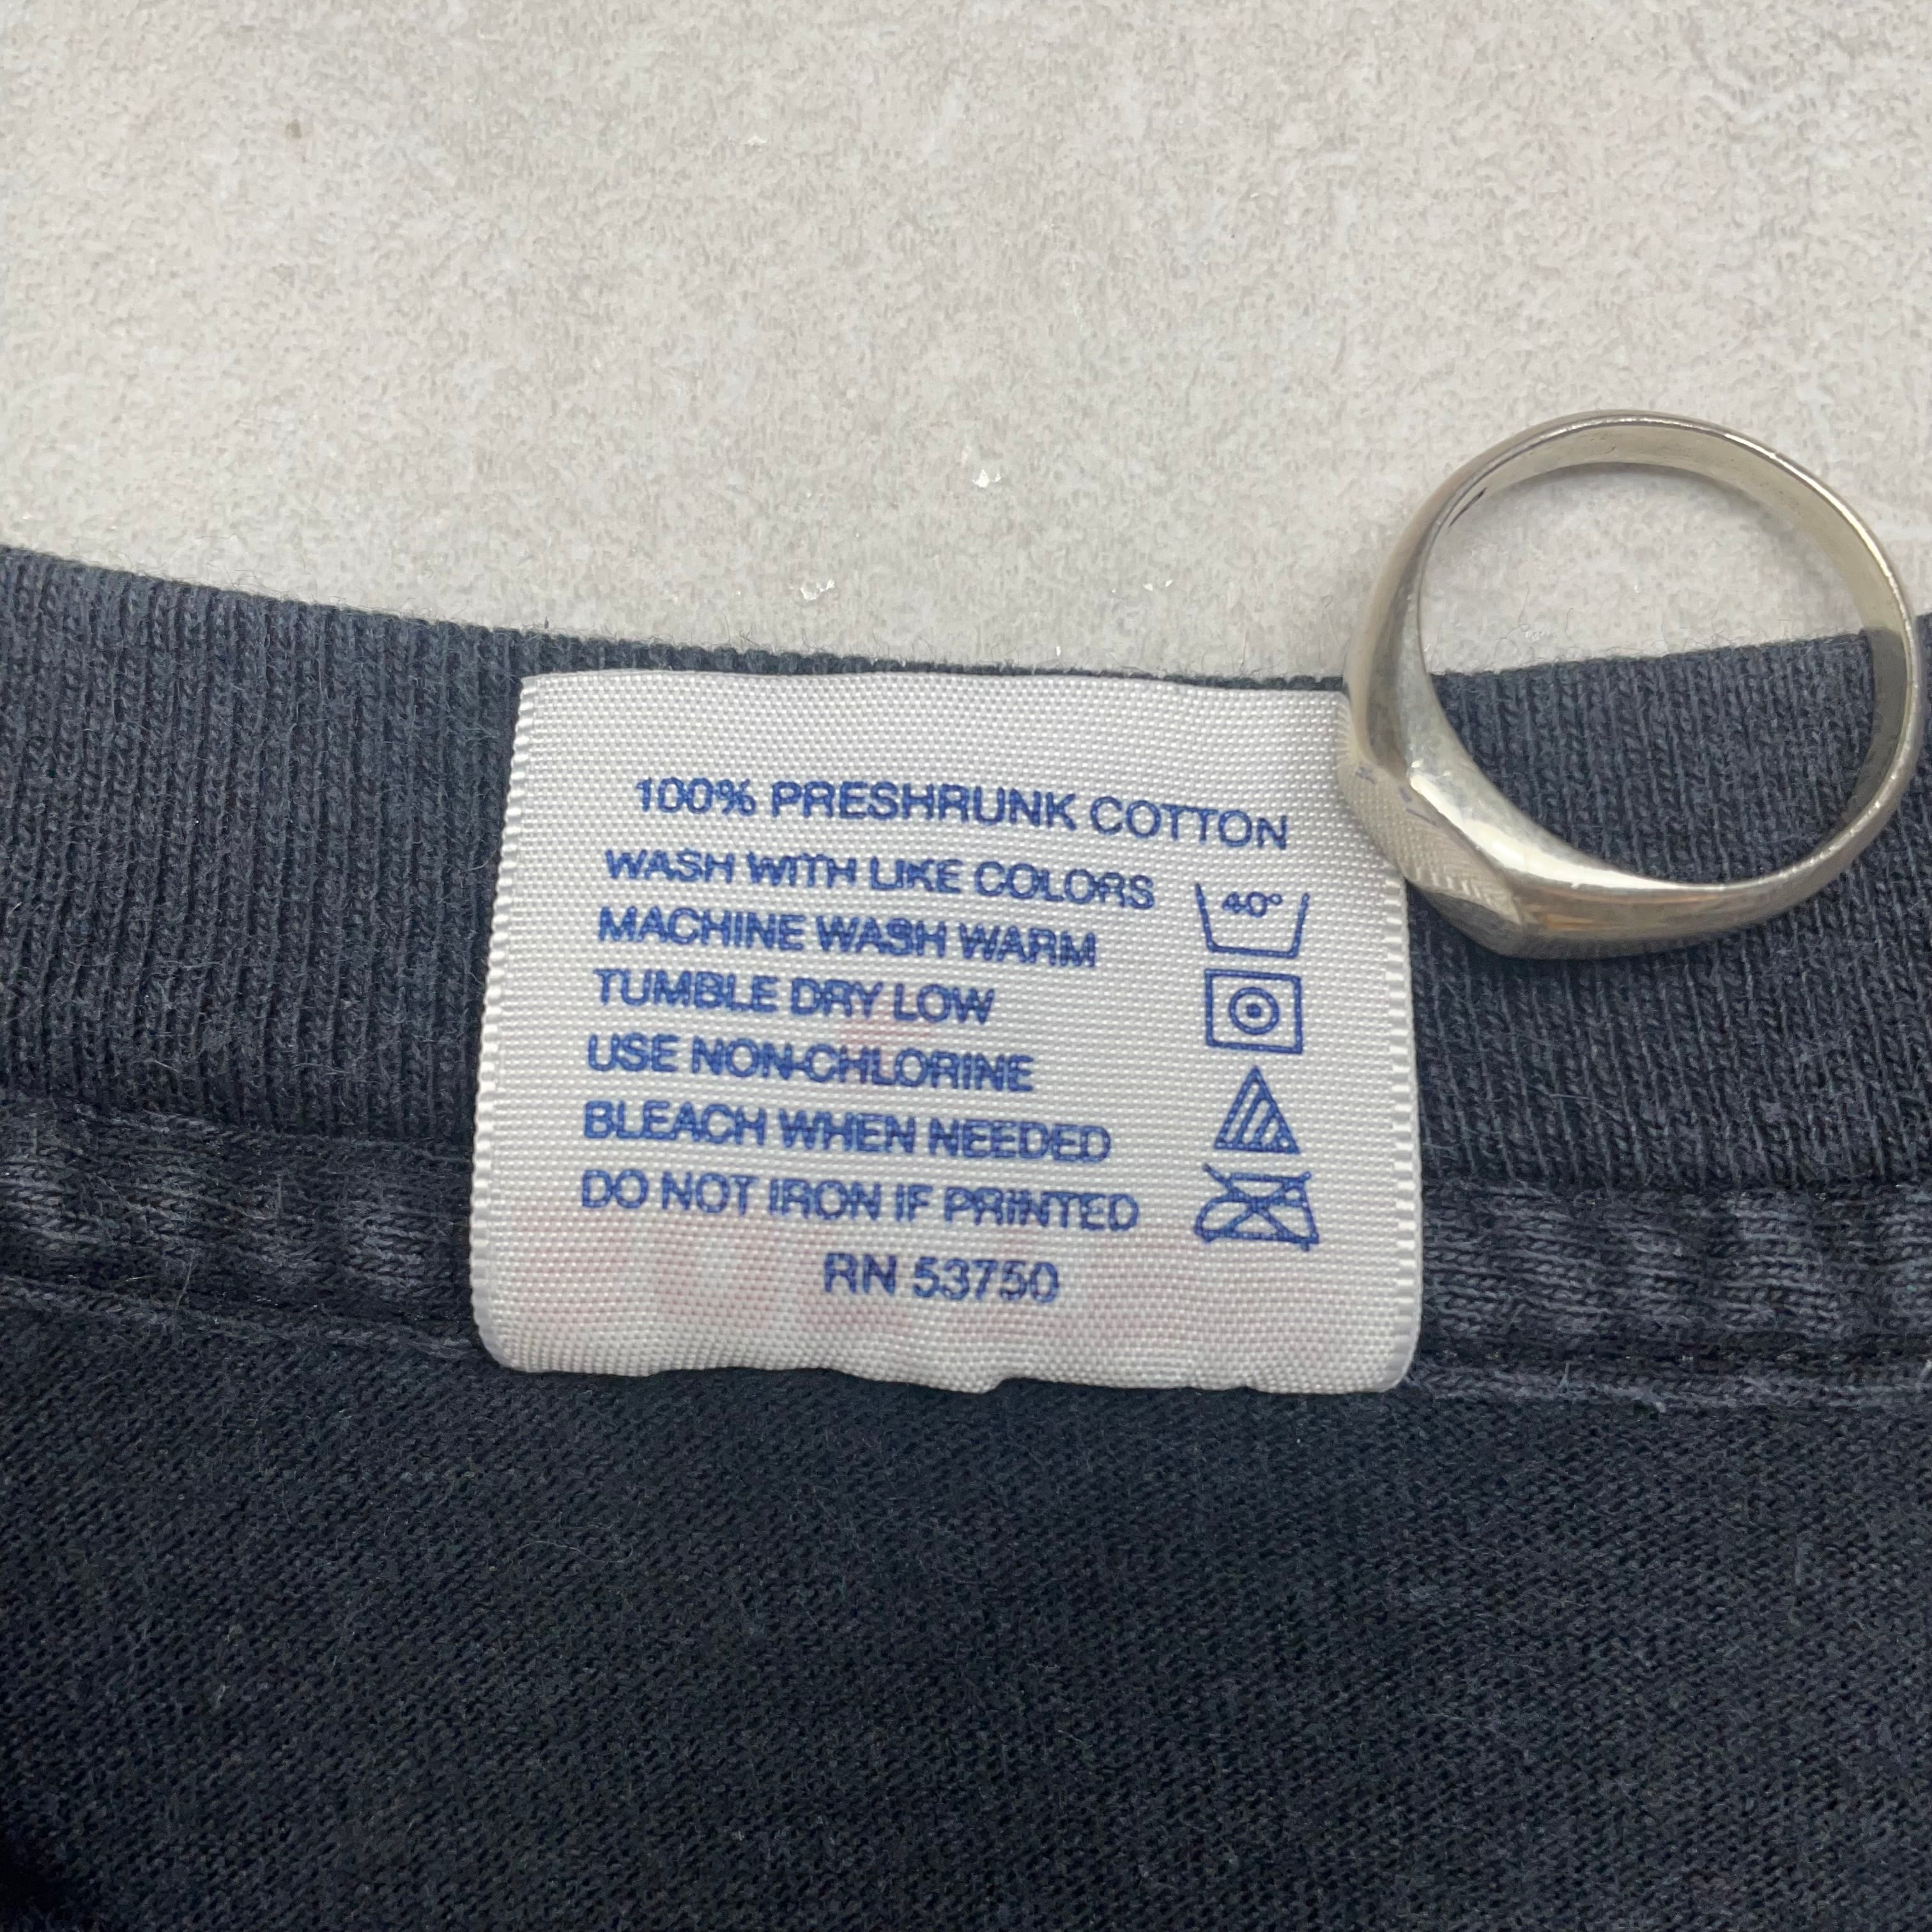 100% PRESHRUNK COTTON
WASH WITH LIKE COLORS
MACHINE WASH WARM
TUMBLE DRY LOW
USE NON-CHLORINE
BLEACH WHEN NEEDED
DO NOT IRON IF PRINTED
RN 53750
40°